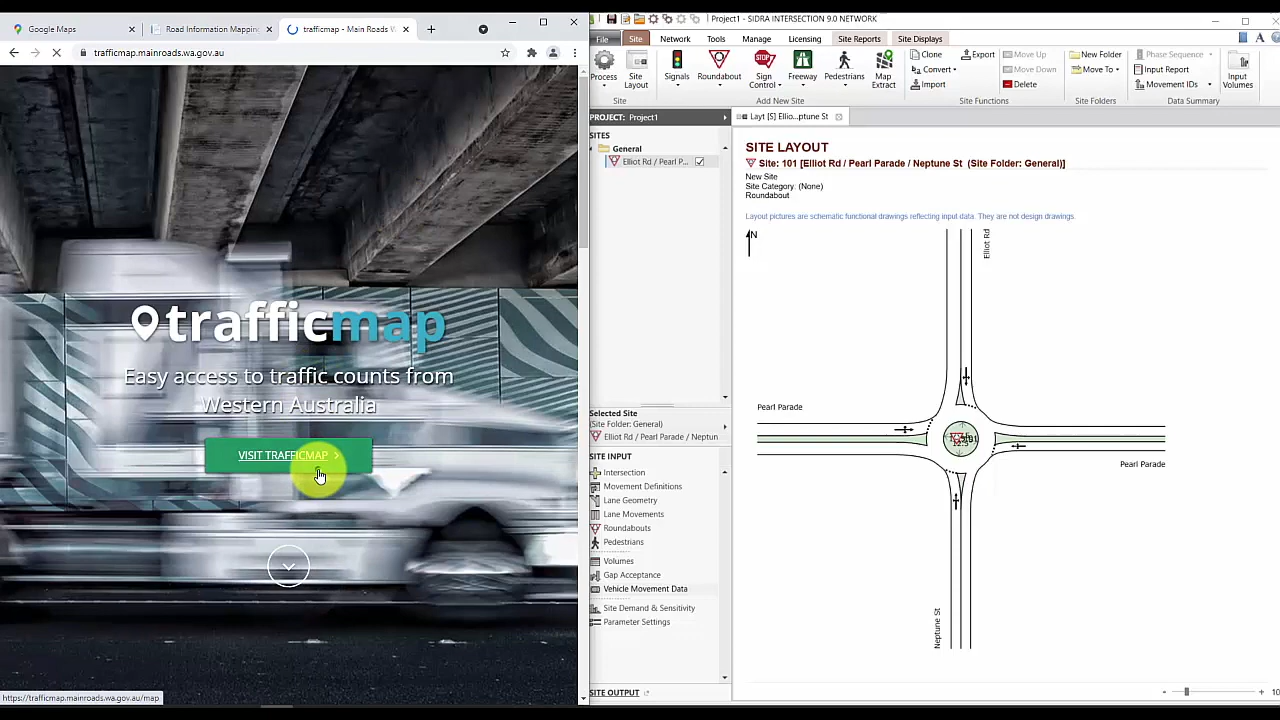 Google Maps
Road Information Mapping
trafficmap - Main Roads W
trafficmap.mainroads.wa.gov.au
trafficmap
Easy access to traffic counts from
Western Australia
VISIT TRAFFICMAP
https://trafficmap.mainroads.wa.gov.au/map
Project1 - SIDRA INTERSECTION 9.0 NETWORK
File
Site
Network
Tools
Manage
Licensing
Site Reports
Site Displays
Process
Site
Layout
Signals
Roundabout
Sign
Control
Freeway
Pedestrians
Map
Extract
Clone
Export
Convert
Import
Move Up
Move Down
Delete
New Folder
Move To
Phase Sequence
Input Report
Movement IDs
Input
Volumes
Site
Add New Site
Site Functions
Site Folders
Data Summary
PROJECT: Project1
SITES
General
Elliot Rd / Pearl P...
Selected Site
(Site Folder: General)
Elliot Rd / Pearl Parade / Neptun
SITE INPUT
Intersection
Movement Definitions
Lane Geometry
Lane Movements
Roundabouts
Pedestrians
Volumes
Gap Acceptance
Vehicle Movement Data
Site Demand & Sensitivity
Parameter Settings
SITE OUTPUT
Layt [S] Ellio...ptune St
SITE LAYOUT
Site: 101 [Elliot Rd / Pearl Parade / Neptune St (Site Folder: General)]
New Site
Site Category: (None)
Roundabout
Layout pictures are schematic functional drawings reflecting input data. They are not design drawings.
N
Elliot Rd
Pearl Parade
Pearl Parade
Neptune St